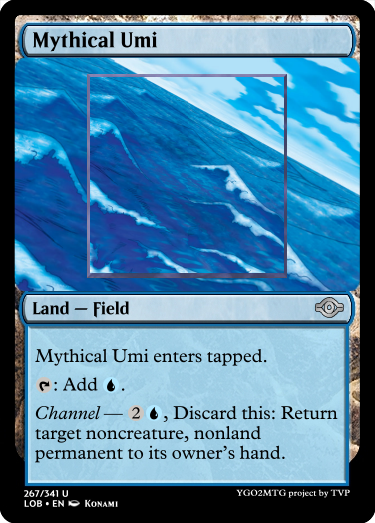 Mythical Umi
Land — Field
Mythical Umi enters tapped.
: Add .
Channel — 2 , Discard this: Return
target noncreature, nonland
permanent to its owner's hand.
267/341 U
LOB • EN Konami
YGO2MTG project by TVP